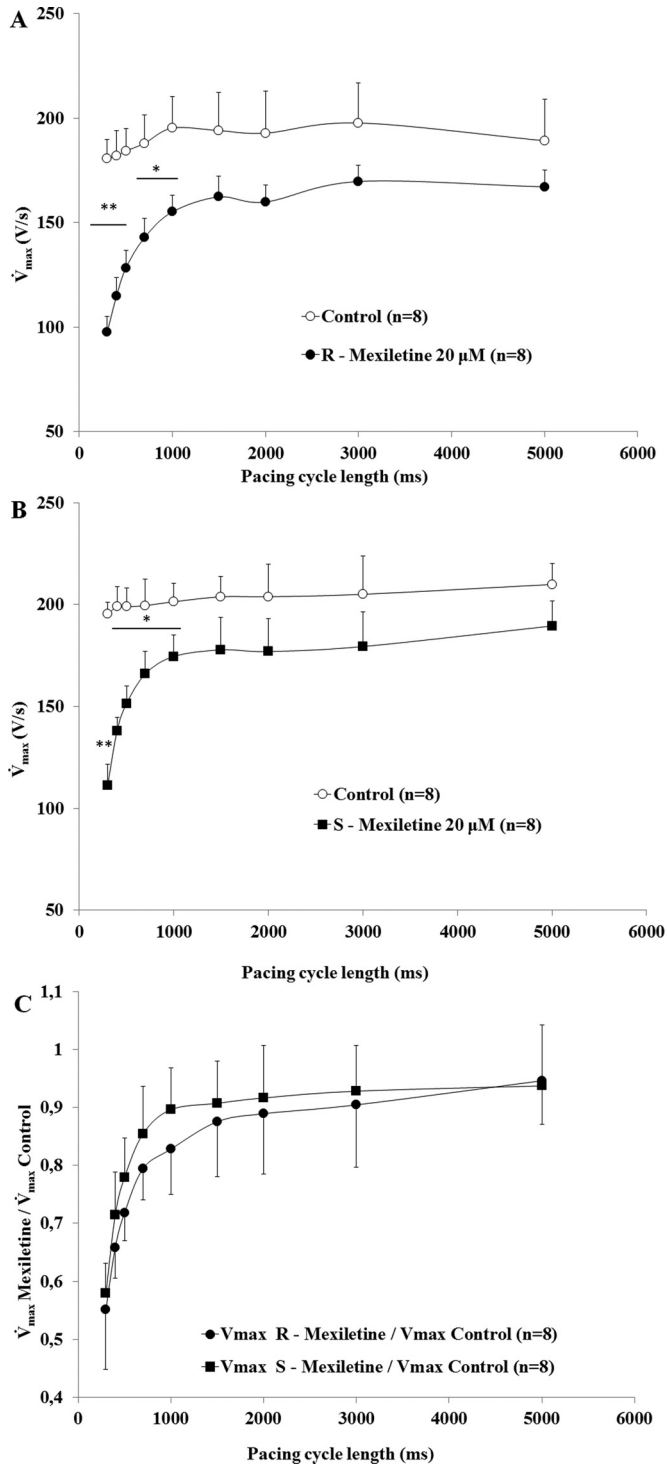 A
250
200
150
100
50
V̇max (V/s)
*
**
Control (n=8)
R - Mexiletine 20 µM (n=8)
0 1000 2000 3000 4000 5000 6000
Pacing cycle length (ms)
B
250
200
150
100
50
V̇max (V/s)
*
**
Control (n=8)
S - Mexiletine 20 µM (n=8)
0 1000 2000 3000 4000 5000 6000
Pacing cycle length (ms)
C
1,1
1
0,9
0,8
0,7
0,6
0,5
0,4
V̇max Mexiletine / V̇max Control
Vmax R - Mexiletine / Vmax Control (n=8)
Vmax S - Mexiletine / Vmax Control (n=8)
0 1000 2000 3000 4000 5000 6000
Pacing cycle length (ms)